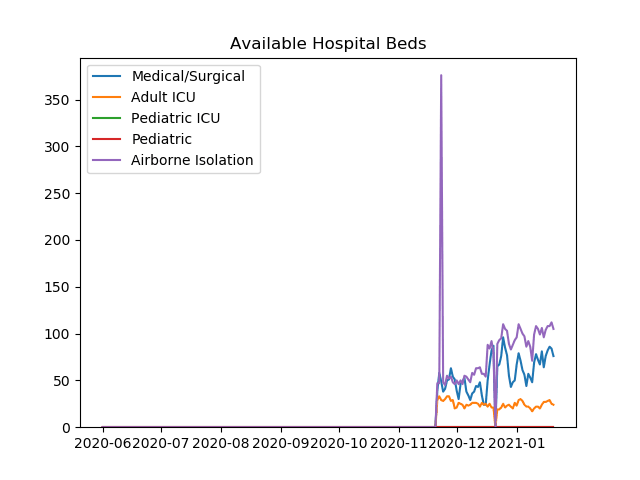 Available Hospital Beds
Medical/Surgical
Adult ICU
Pediatric ICU
Pediatric
Airborne Isolation
350
300
250
200
150
100
50
0
2020-06 2020-07 2020-08 2020-09 2020-10 2020-11 2020-12 2021-01